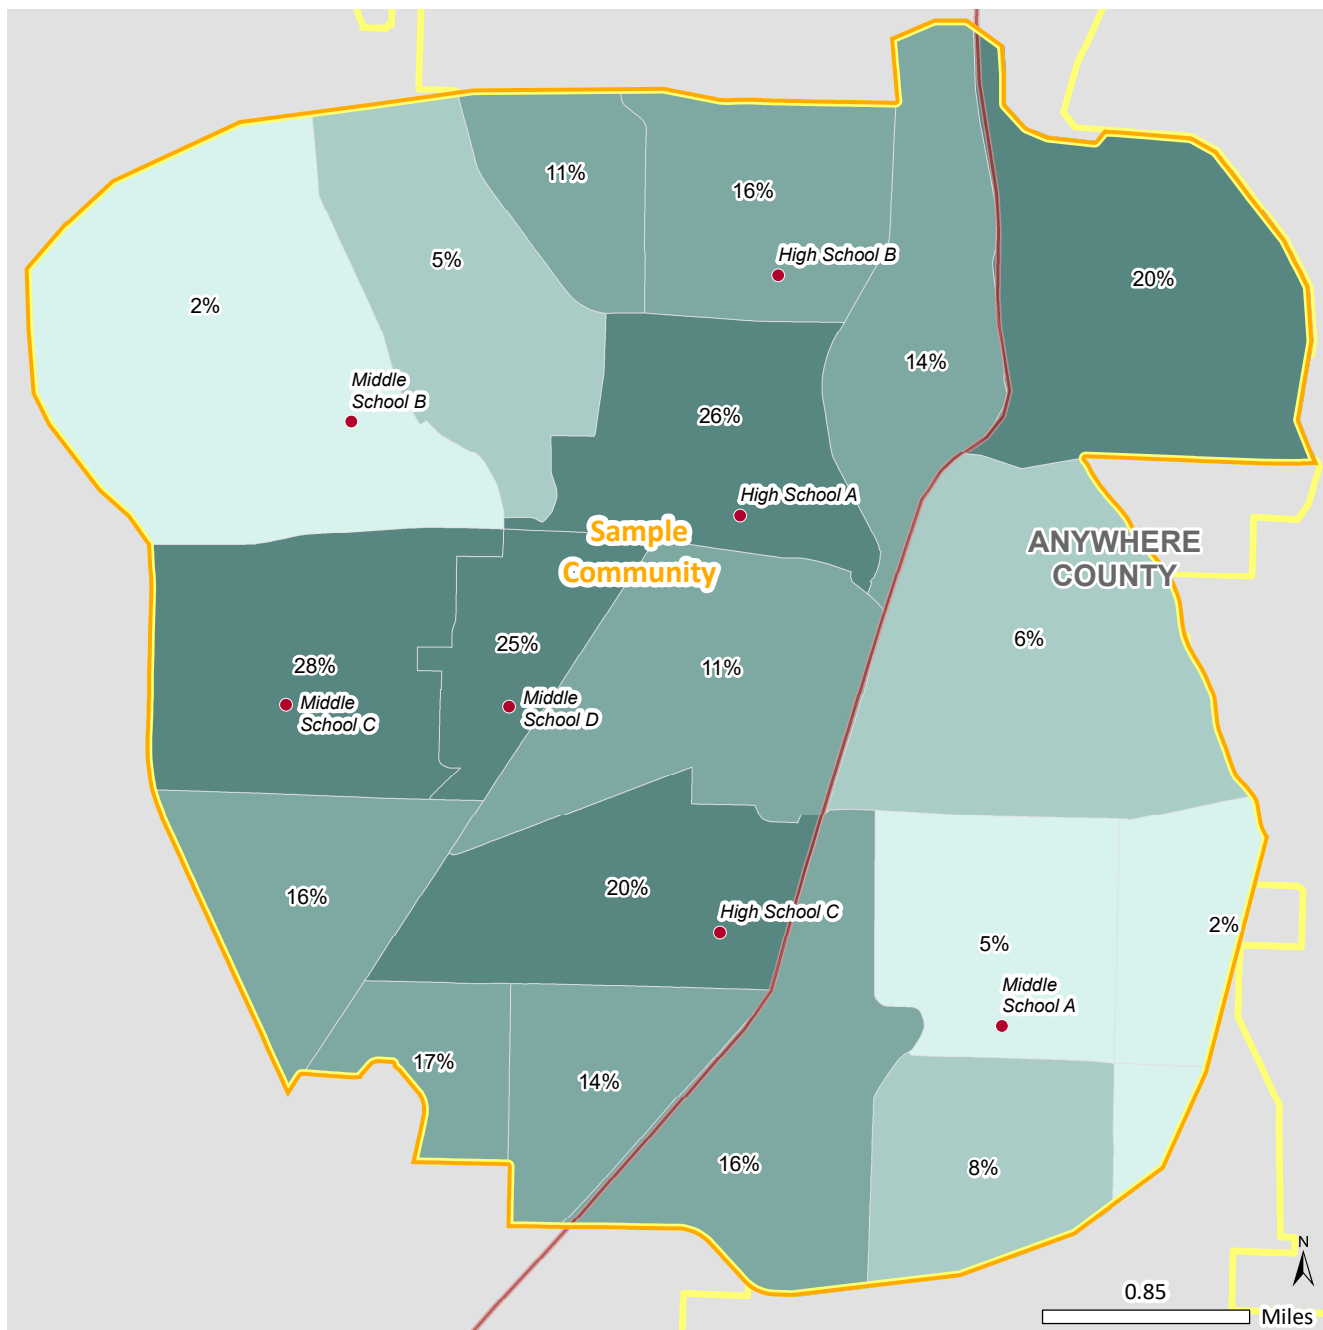 11%
16%
High School B
5%
20%
2%
14%
Middle
School B
26%
High School A
Sample
Community
ANYWHERE
COUNTY
25%
6%
28%
11%
Middle
School C
Middle
School D
20%
16%
High School C
2%
5%
Middle
School A
17%
14%
16%
8%
N
0.85
Miles